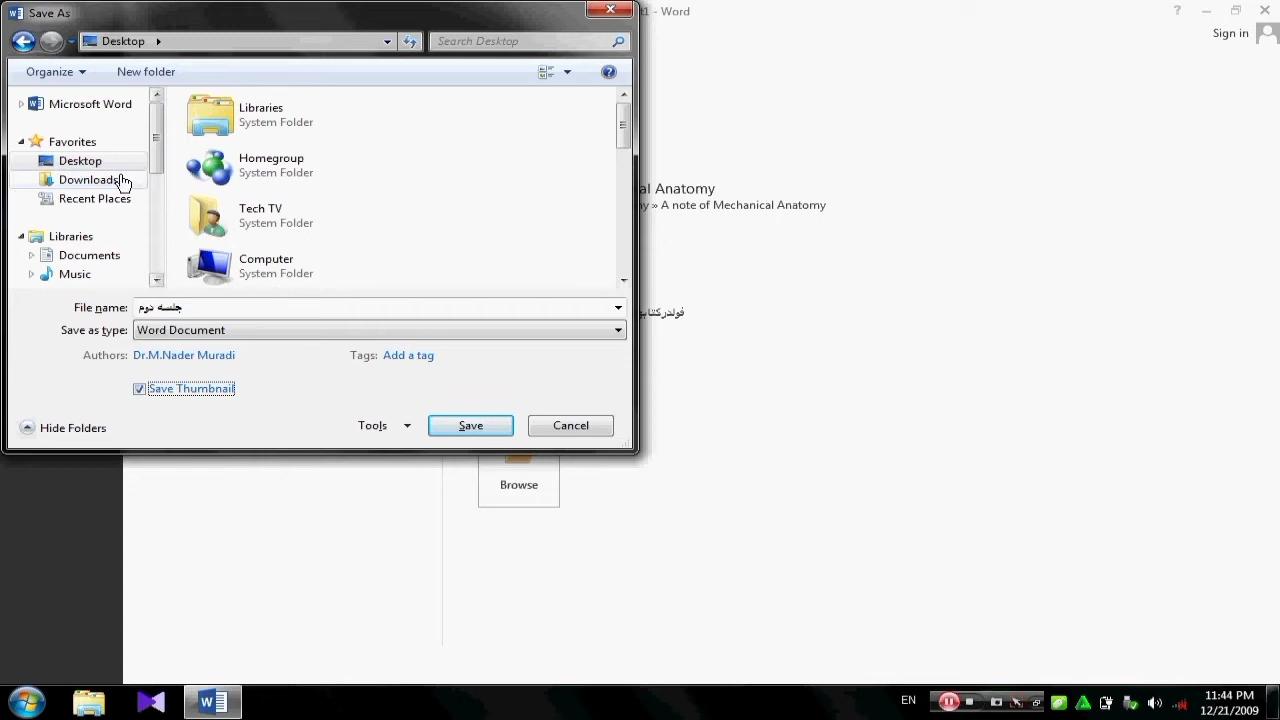 Save As
t1 - Word
Sign in
Desktop
Search Desktop
Organize
New folder
Microsoft Word
Favorites
Desktop
Downloads
Recent Places
Libraries
Documents
Music
Libraries
System Folder
Homegroup
System Folder
Tech TV
System Folder
Computer
System Folder
al Anatomy
y » A note of Mechanical Anatomy
File name:
جلسه دوم
Save as type:
Word Document
Authors:
Dr.M.Nader Muradi
Tags:
Add a tag
Save Thumbnail
Hide Folders
Tools
Save
Cancel
Browse
EN
11:44 PM
12/21/2009